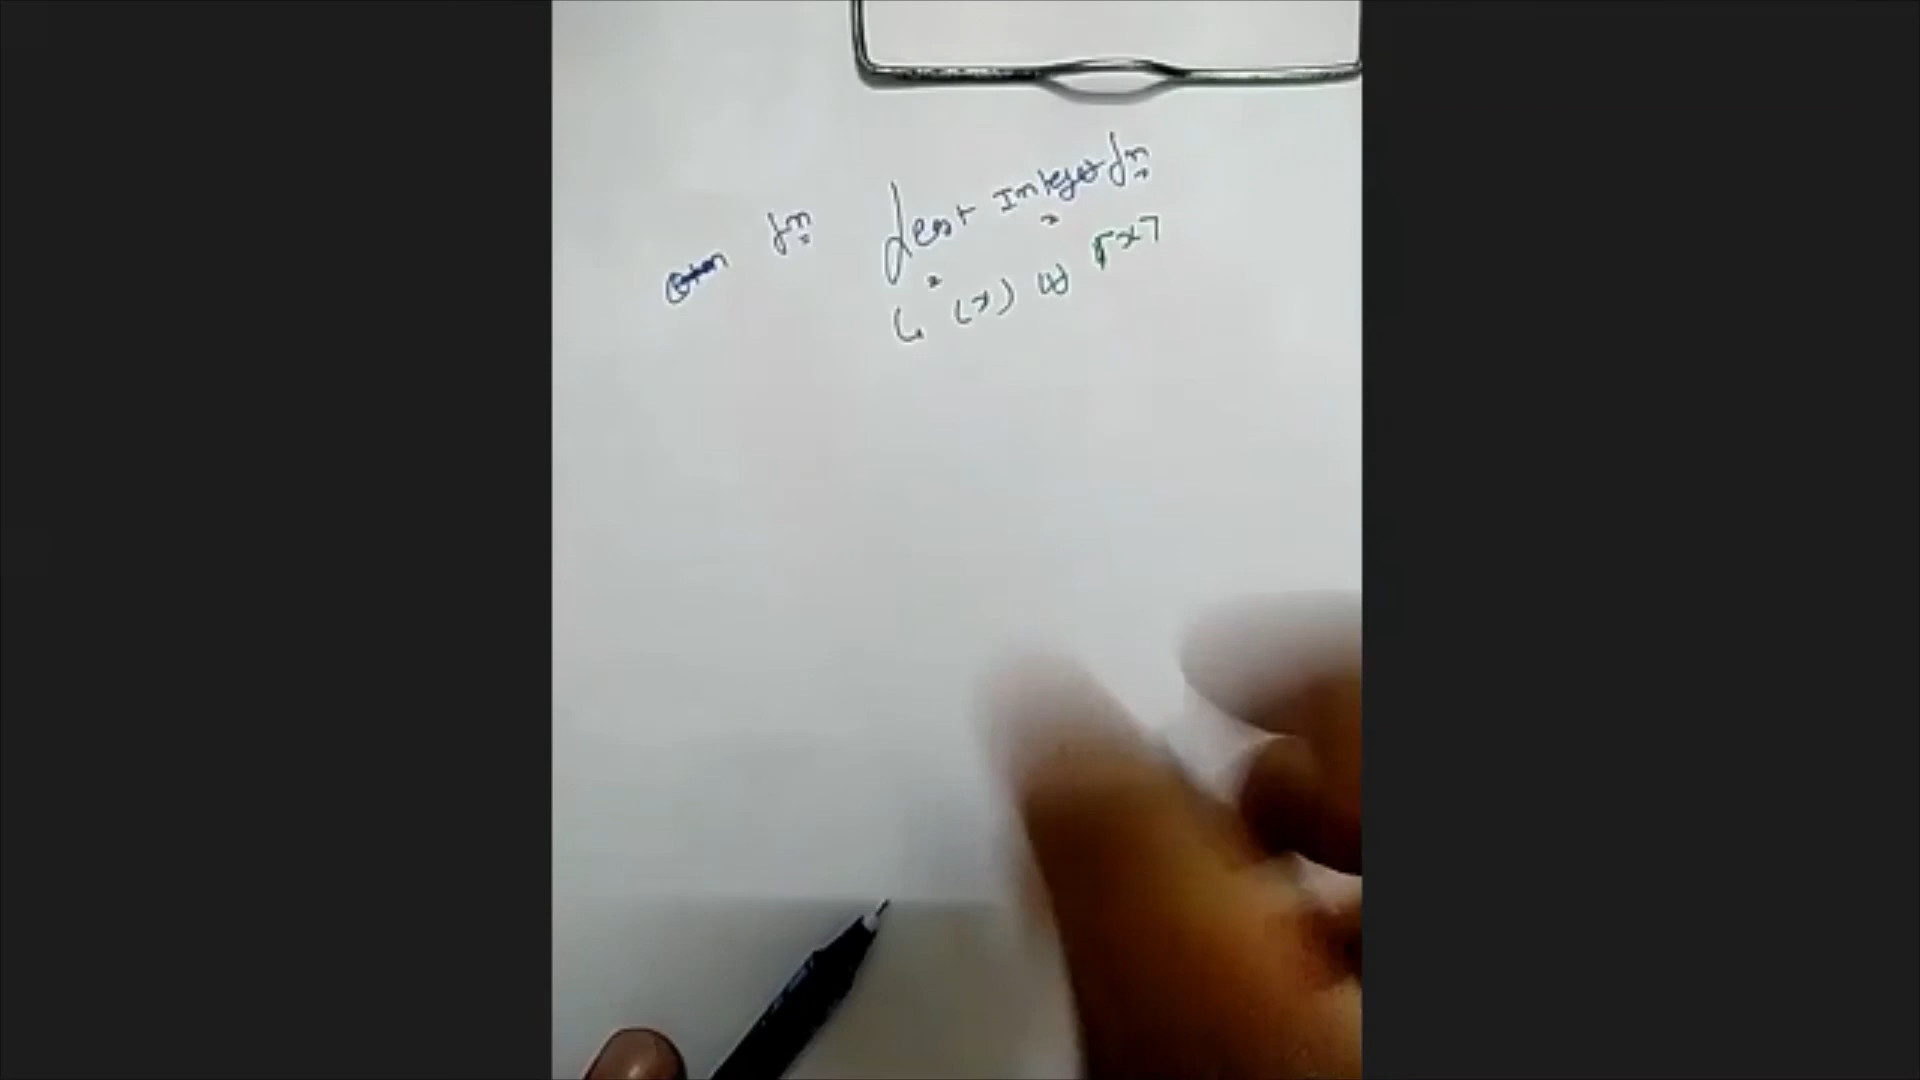 fn Least Integer fn
(x) or ⌈x⌉